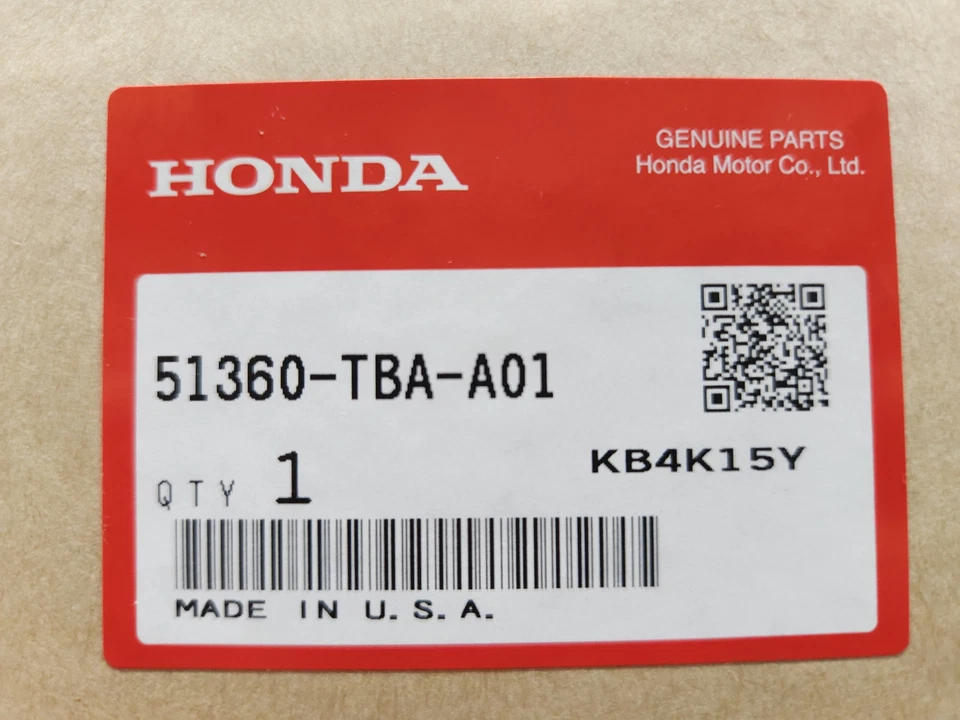 HONDA
GENUINE PARTS
Honda Motor Co., Ltd.
51360-TBA-A01
KB4K15Y
QTY 1
MADE IN U.S.A.